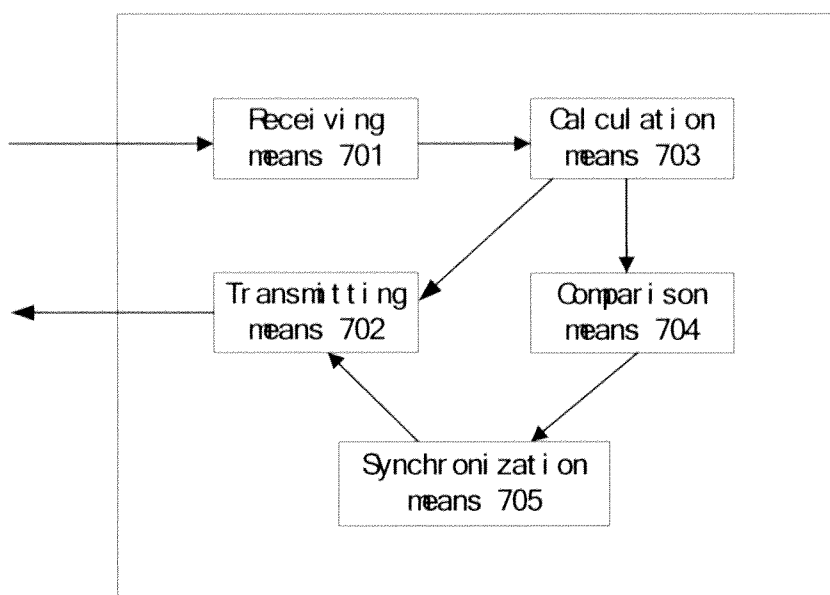 Receiving
means 701
Calculation
means 703
Transmitting
means 702
Comparison
means 704
Synchronization
means 705